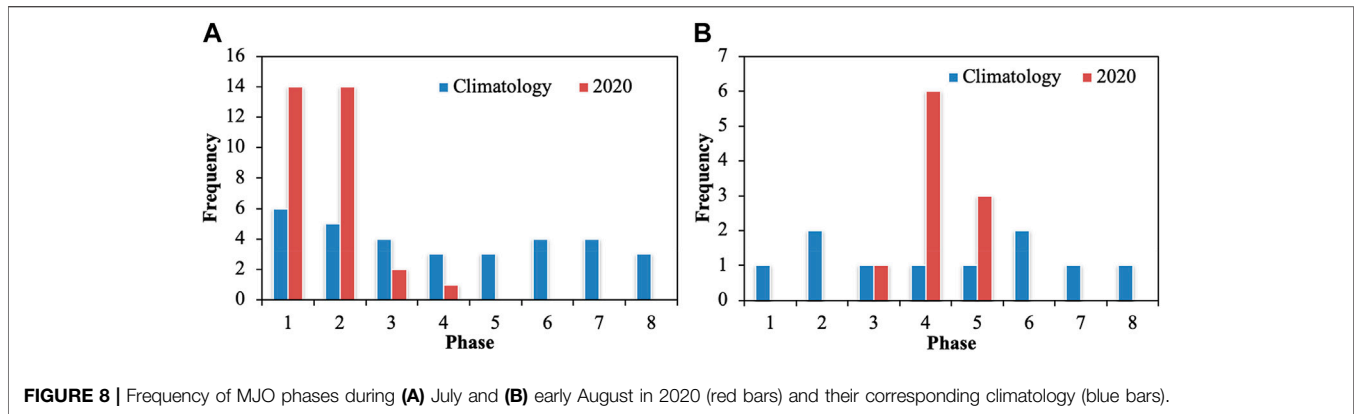 A
16
14
12
10
8
6
4
2
0
Frequency
Climatology 2020
1 2 3 4 5 6 7 8
Phase
B
7
6
5
4
3
2
1
0
Frequency
Climatology 2020
1 2 3 4 5 6 7 8
Phase
FIGURE 8 | Frequency of MJO phases during (A) July and (B) early August in 2020 (red bars) and their corresponding climatology (blue bars).